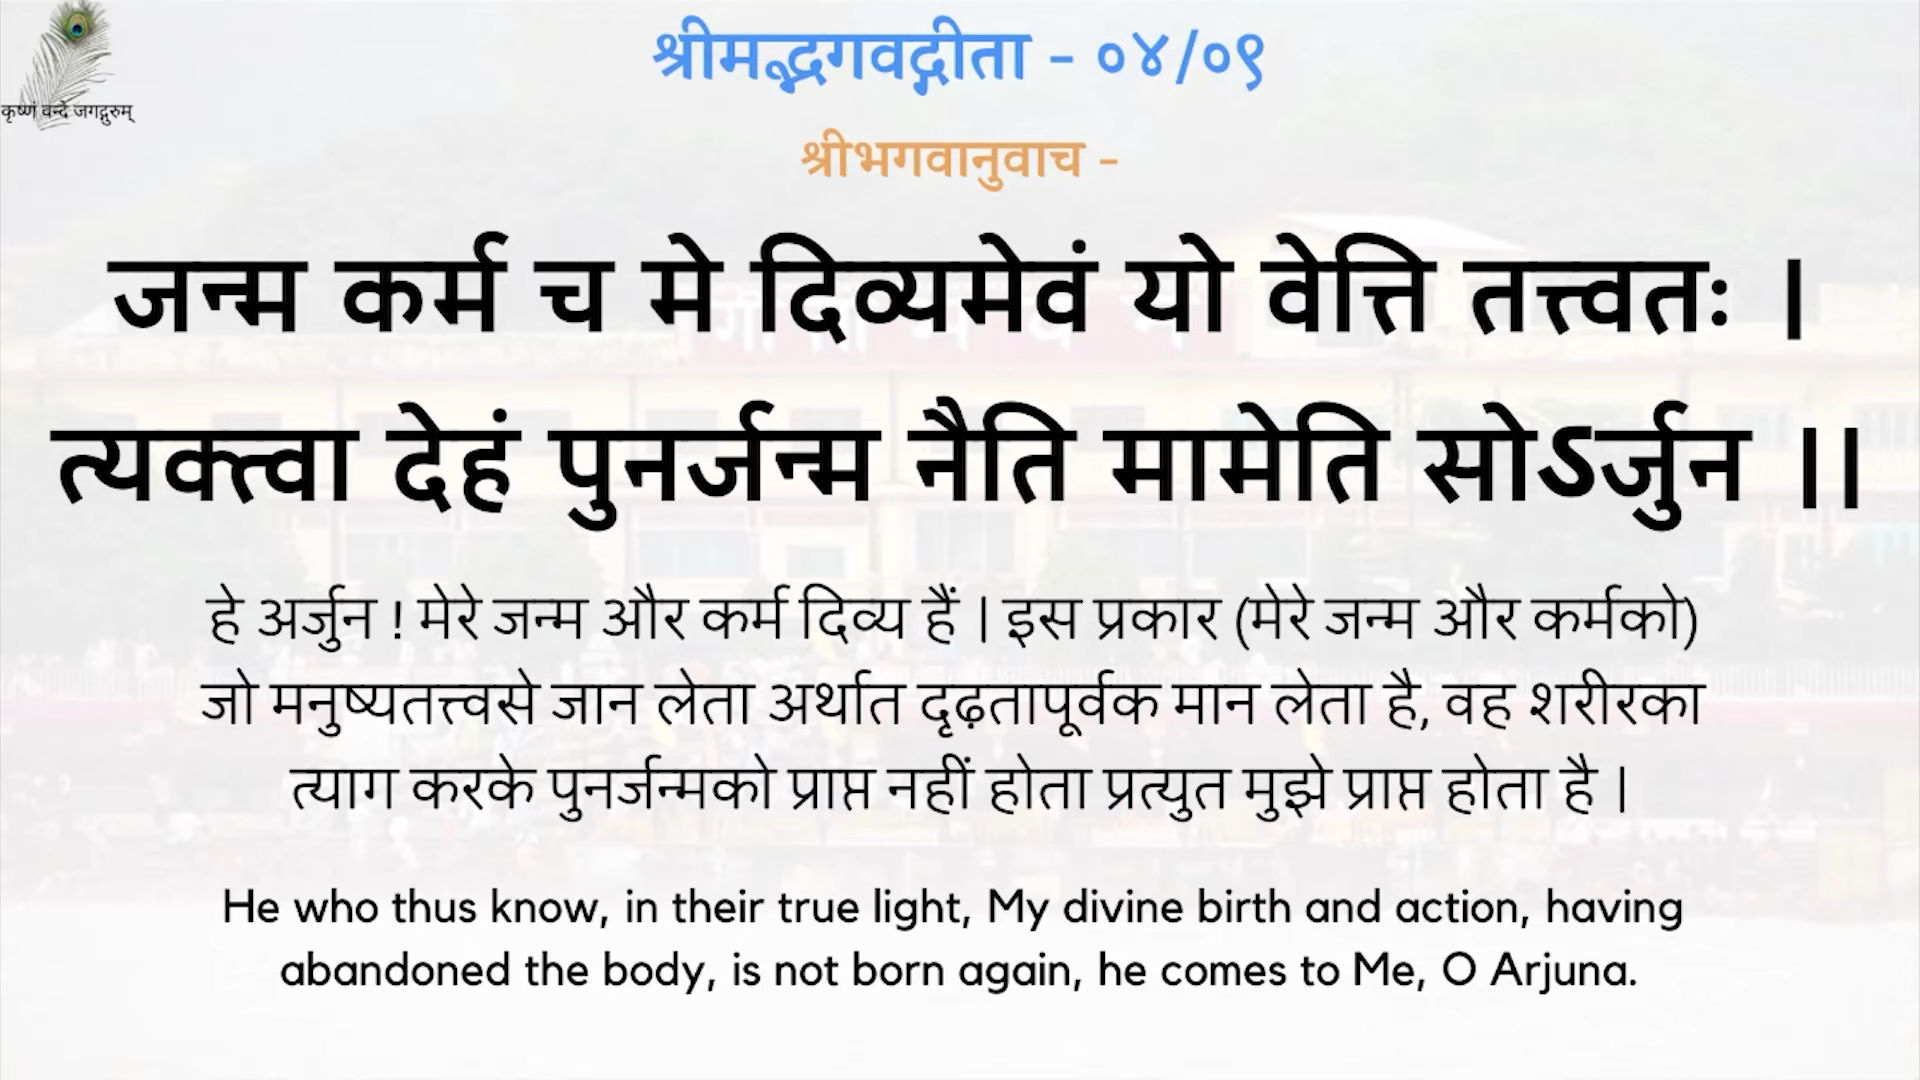 कृष्णं वन्दे जगद्गुरुम्
श्रीमद्भगवद्गीता - ०४/०९
श्रीभगवानुवाच -
जन्म कर्म च मे दिव्यमेवं यो वेत्ति तत्त्वतः |
त्यक्त्वा देहं पुनर्जन्म नैति मामेति सोऽर्जुन ||
हे अर्जुन ! मेरे जन्म और कर्म दिव्य हैं | इस प्रकार (मेरे जन्म और कर्मको)
जो मनुष्यतत्त्वसे जान लेता अर्थात दृढ़तापूर्वक मान लेता है, वह शरीरका
त्याग करके पुनर्जन्मको प्राप्त नहीं होता प्रत्युत मुझे प्राप्त होता है |
He who thus know, in their true light, My divine birth and action, having
abandoned the body, is not born again, he comes to Me, O Arjuna.